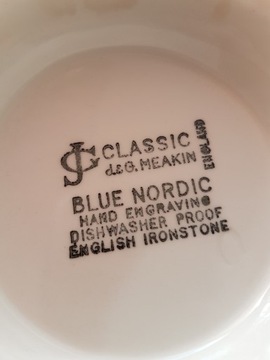 CLASSIC
J&G. MEAKIN
ENGLAND
BLUE NORDIC
HAND ENGRAVING
DISHWASHER PROOF
ENGLISH IRONSTONE